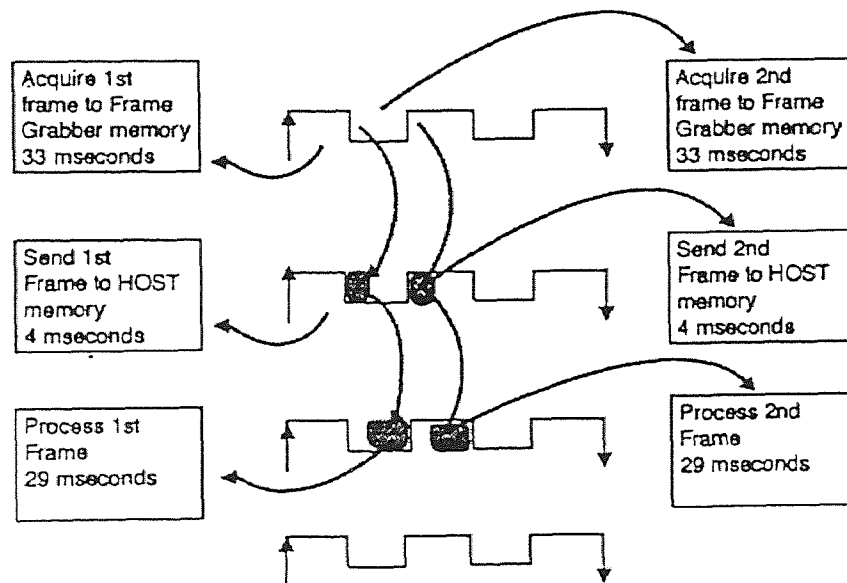 Acquire 1st
frame to Frame
Grabber memory
33 mseconds
Acquire 2nd
frame to Frame
Grabber memory
33 mseconds
Send 1st
Frame to HOST
memory
4 mseconds
Send 2nd
Frame to HOST
memory
4 mseconds
Process 1st
Frame
29 mseconds
Process 2nd
Frame
29 mseconds